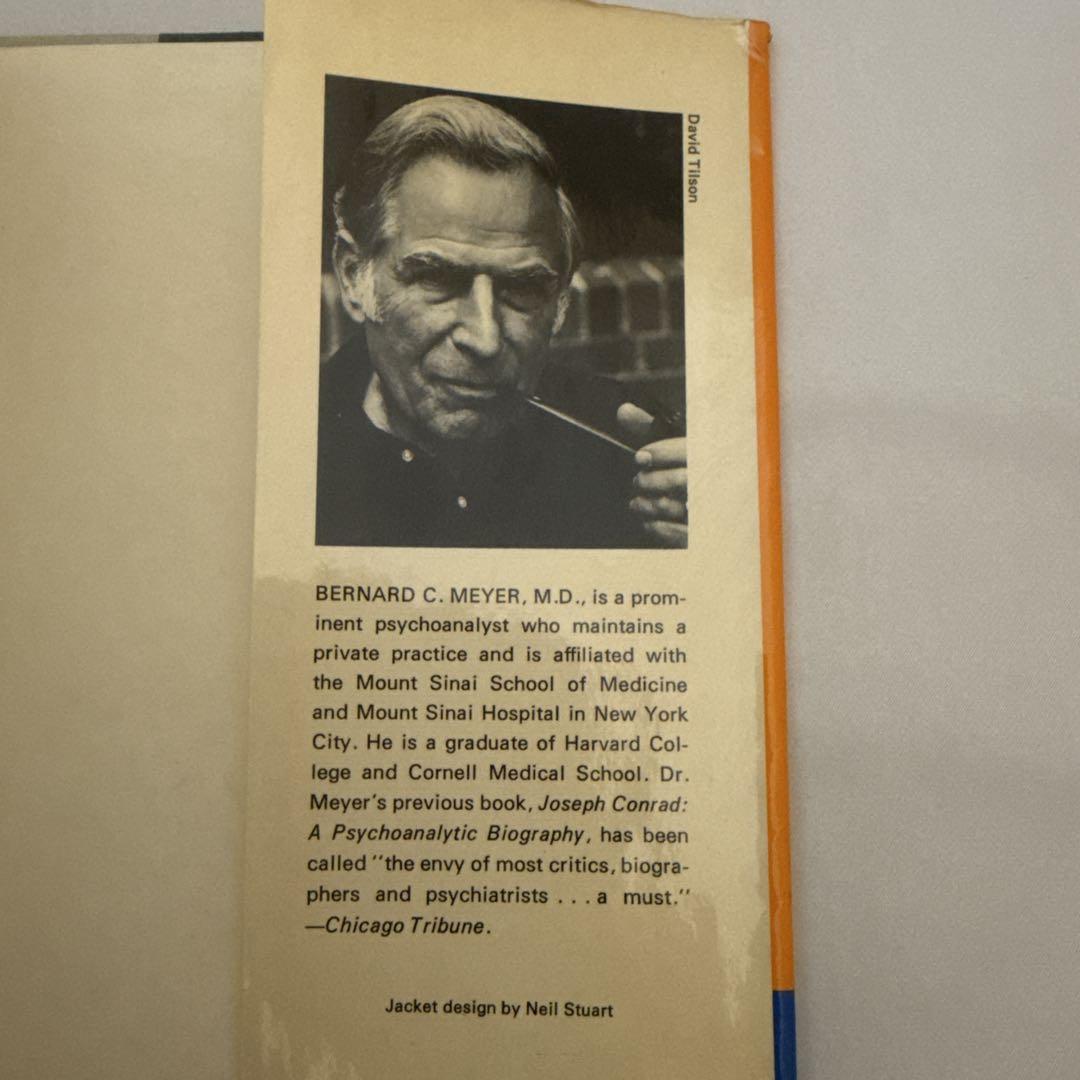 David Tilson
BERNARD C. MEYER, M.D., is a prom-
inent psychoanalyst who maintains a
private practice and is affiliated with
the Mount Sinai School of Medicine
and Mount Sinai Hospital in New York
City. He is a graduate of Harvard Col-
lege and Cornell Medical School. Dr.
Meyer's previous book, Joseph Conrad:
A Psychoanalytic Biography, has been
called "the envy of most critics, biogra-
phers and psychiatrists . . . a must."
—Chicago Tribune.
Jacket design by Neil Stuart